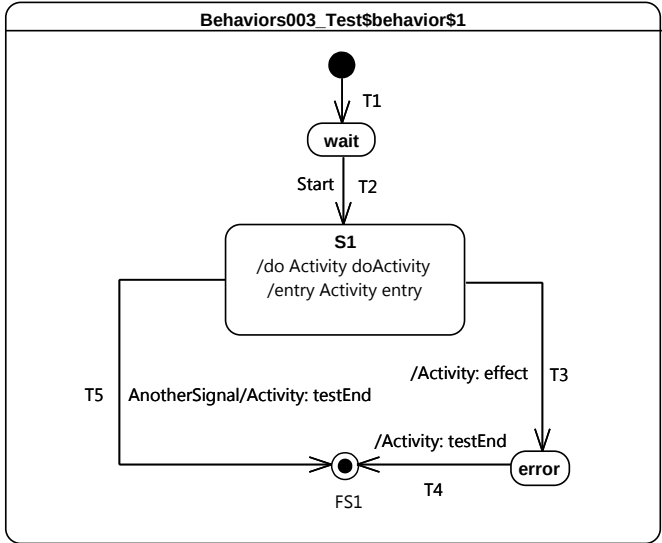 Behaviors003_Test$behavior$1
T1
wait
Start T2
S1
/do Activity doActivity
/entry Activity entry
/Activity: effect T3
T5 AnotherSignal/Activity: testEnd
/Activity: testEnd
error
T4
FS1